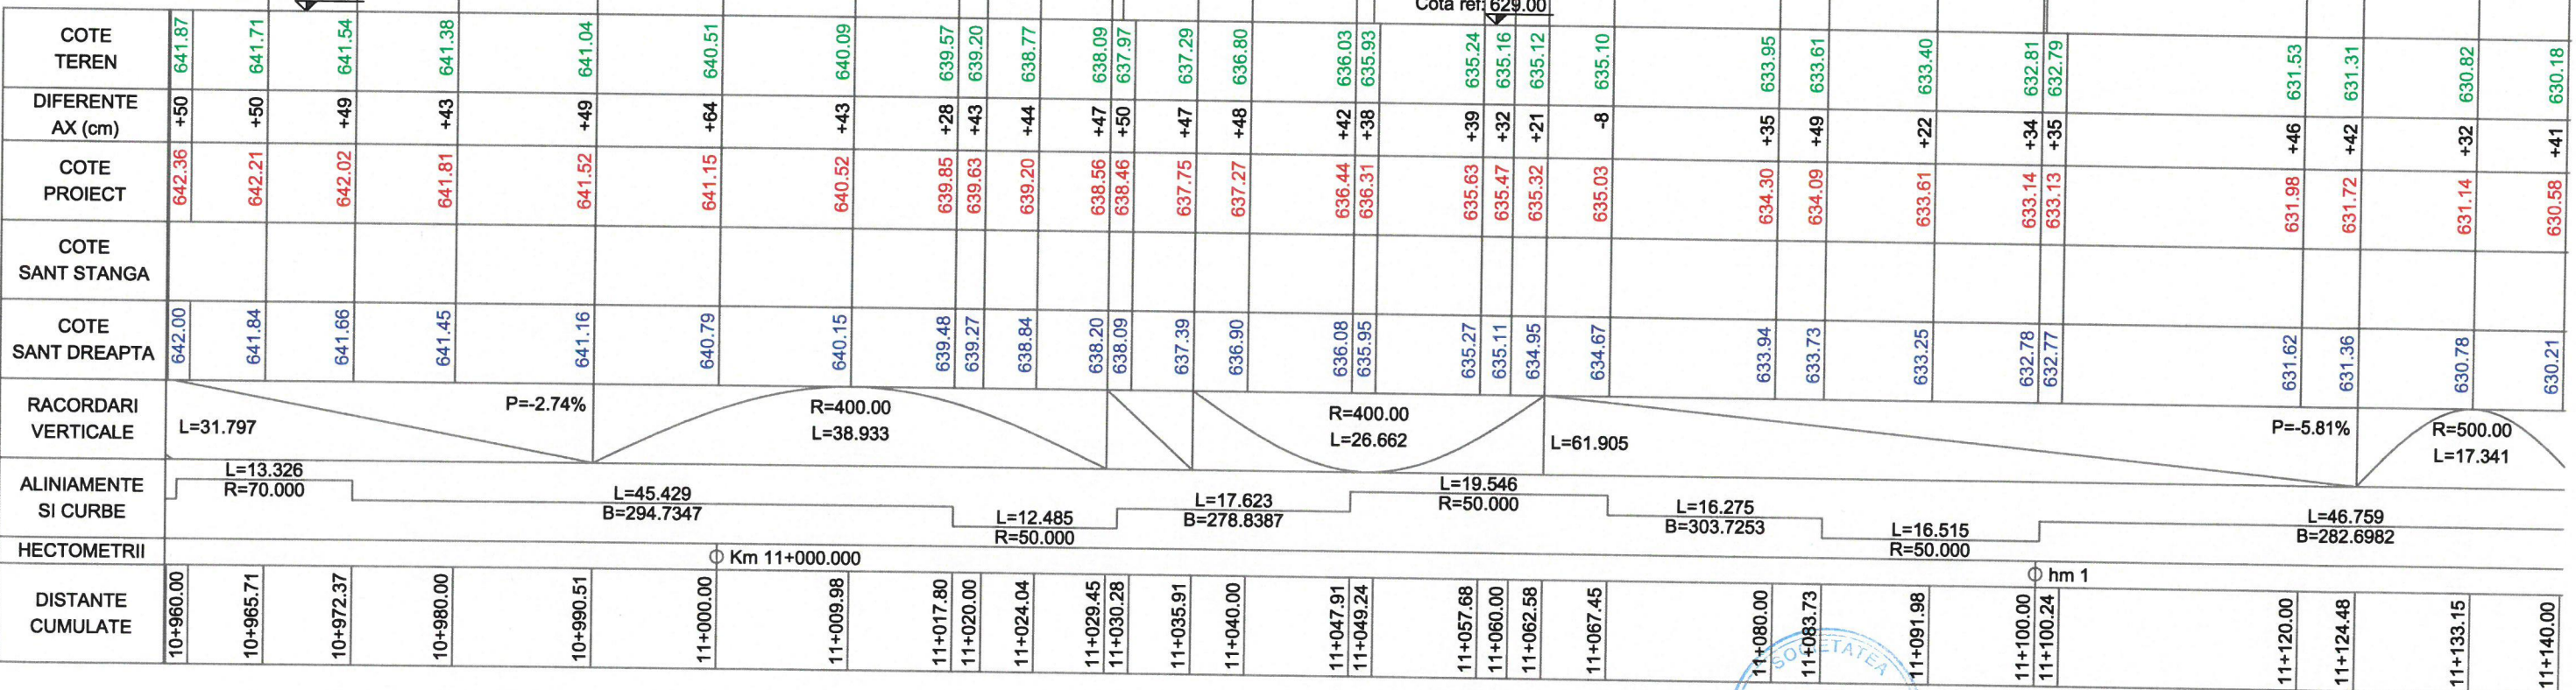 Cota ref: 629.00
COTE TEREN 641.87 641.71 641.54 641.38 641.04 640.51 640.09 639.57 639.20 638.77 638.09 637.97 637.29 636.80 636.03 635.93 635.24 635.16 635.12 635.10 633.95 633.61 633.40 632.81 632.79 631.53 631.31 630.82 630.18
DIFERENTE AX (cm) +50 +50 +49 +43 +49 +64 +43 +28 +43 +44 +47 +50 +47 +48 +42 +38 +39 +32 +21 -8 +35 +49 +22 +34 +35 +46 +42 +32 +41
COTE PROIECT 642.36 642.21 642.02 641.81 641.52 641.15 640.52 639.85 639.63 639.20 638.56 638.46 637.75 637.27 636.44 636.31 635.63 635.47 635.32 635.03 634.30 634.09 633.61 633.14 633.13 631.98 631.72 631.14 630.58
COTE SANT STANGA
COTE SANT DREAPTA 642.00 641.84 641.66 641.45 641.16 640.79 640.15 639.48 639.27 638.84 638.20 638.09 637.39 636.90 636.08 635.95 635.27 635.11 634.95 634.67 633.94 633.73 633.25 632.78 632.77 631.62 631.36 630.78 630.21
RACORDARI VERTICALE
L=31.797 P=-2.74%
R=400.00
L=38.933
R=400.00
L=26.662
L=61.905 P=-5.81%
R=500.00
L=17.341
ALINIAMENTE SI CURBE
L=13.326
R=70.000
L=45.429
B=294.7347
L=12.485
R=50.000
L=17.623
B=278.8387
L=19.546
R=50.000
L=16.275
B=303.7253
L=16.515
R=50.000
L=46.759
B=282.6982
HECTOMETRII
Km 11+000.000
hm 1
DISTANTE CUMULATE 10+960.00 10+965.71 10+972.37 10+980.00 10+990.51 11+000.00 11+009.98 11+017.80 11+020.00 11+024.04 11+029.45 11+030.28 11+035.91 11+040.00 11+047.91 11+049.24 11+057.68 11+060.00 11+062.58 11+067.45 11+080.00 11+083.73 11+091.98 11+100.00 11+100.24 11+120.00 11+124.48 11+133.15 11+140.00
SOCIETATEA